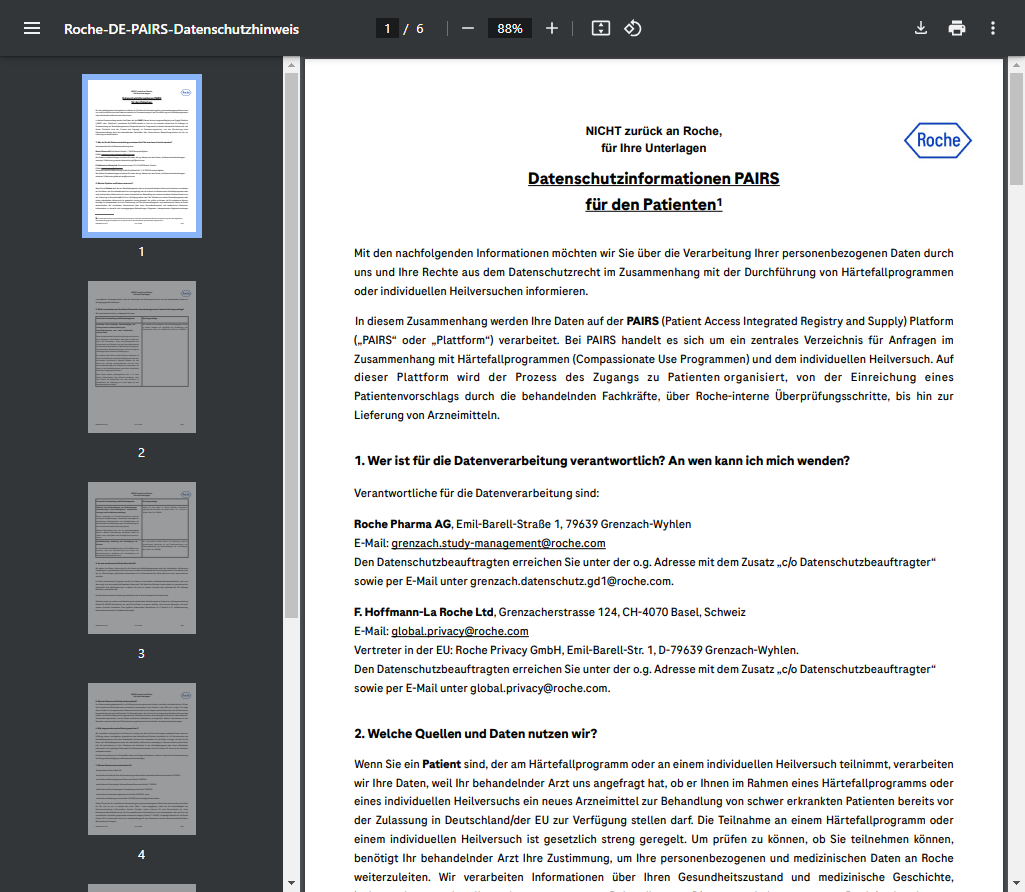 Roche-DE-PAIRS-Datenschutzhinweis
1 / 6
88%
1
2
3
4
NICHT zurück an Roche,
für Ihre Unterlagen
Roche
Datenschutzinformationen PAIRS
für den Patienten¹
Mit den nachfolgenden Informationen möchten wir Sie über die Verarbeitung Ihrer personenbezogenen Daten durch
uns und Ihre Rechte aus dem Datenschutzrecht im Zusammenhang mit der Durchführung von Härtefallprogrammen
oder individuellen Heilversuchen informieren.
In diesem Zusammenhang werden Ihre Daten auf der PAIRS (Patient Access Integrated Registry and Supply) Platform
(„PAIRS“ oder „Plattform“) verarbeitet. Bei PAIRS handelt es sich um ein zentrales Verzeichnis für Anfragen im
Zusammenhang mit Härtefallprogrammen (Compassionate Use Programmen) und dem individuellen Heilversuch. Auf
dieser Plattform wird der Prozess des Zugangs zu Patienten organisiert, von der Einreichung eines
Patientenvorschlags durch die behandelnden Fachkräfte, über Roche-interne Überprüfungsschritte, bis hin zur
Lieferung von Arzneimitteln.
1. Wer ist für die Datenverarbeitung verantwortlich? An wen kann ich mich wenden?
Verantwortliche für die Datenverarbeitung sind:
Roche Pharma AG, Emil-Barell-Straße 1, 79639 Grenzach-Wyhlen
E-Mail: grenzach.study-management@roche.com
Den Datenschutzbeauftragten erreichen Sie unter der o.g. Adresse mit dem Zusatz „c/o Datenschutzbeauftragter“
sowie per E-Mail unter grenzach.datenschutz.gd1@roche.com.
F. Hoffmann-La Roche Ltd, Grenzacherstrasse 124, CH-4070 Basel, Schweiz
E-Mail: global.privacy@roche.com
Vertreter in der EU: Roche Privacy GmbH, Emil-Barell-Str. 1, D-79639 Grenzach-Wyhlen.
Den Datenschutzbeauftragten erreichen Sie unter der o.g. Adresse mit dem Zusatz „c/o Datenschutzbeauftragter“
sowie per E-Mail unter global.privacy@roche.com.
2. Welche Quellen und Daten nutzen wir?
Wenn Sie ein Patient sind, der am Härtefallprogramm oder an einem individuellen Heilversuch teilnimmt, verarbeiten
wir Ihre Daten, weil Ihr behandelnder Arzt uns angefragt hat, ob er Ihnen im Rahmen eines Härtefallprogramms oder
eines individuellen Heilversuchs ein neues Arzneimittel zur Behandlung von schwer erkrankten Patienten bereits vor
der Zulassung in Deutschland/der EU zur Verfügung stellen darf. Die Teilnahme an einem Härtefallprogramm oder
einem individuellen Heilversuch ist gesetzlich streng geregelt. Um prüfen zu können, ob Sie teilnehmen können,
benötigt Ihr behandelnder Arzt Ihre Zustimmung, um Ihre personenbezogenen und medizinischen Daten an Roche
weiterzuleiten. Wir verarbeiten Informationen über Ihren Gesundheitszustand und medizinische Geschichte,